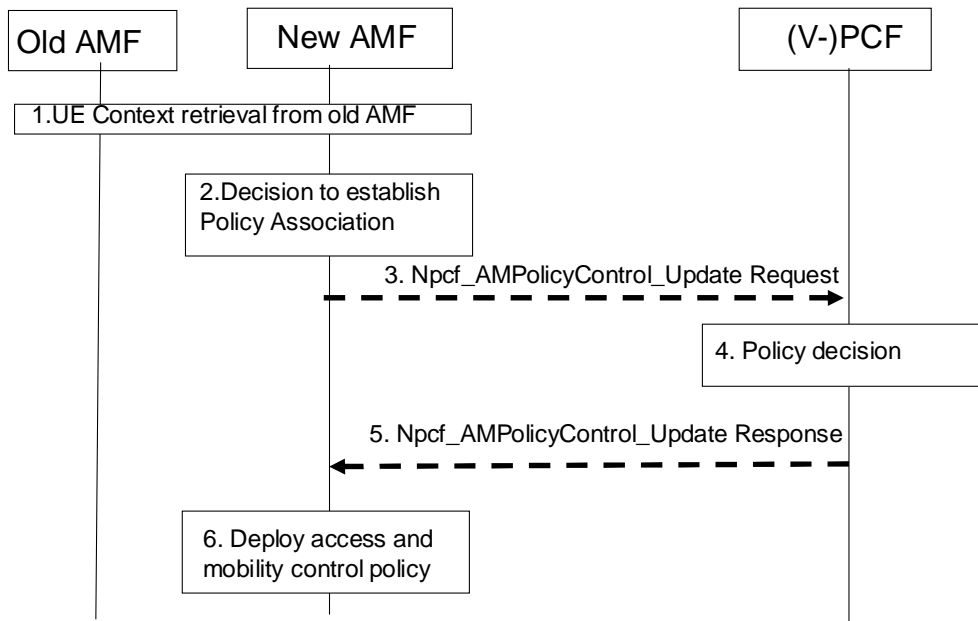 Old AMF
New AMF
(V-)PCF
1.UE Context retrieval from old AMF
2.Decision to establish
Policy Association
3. Npcf_AMPolicyControl_Update Request
4. Policy decision
5. Npcf_AMPolicyControl_Update Response
6. Deploy access and
mobility control policy